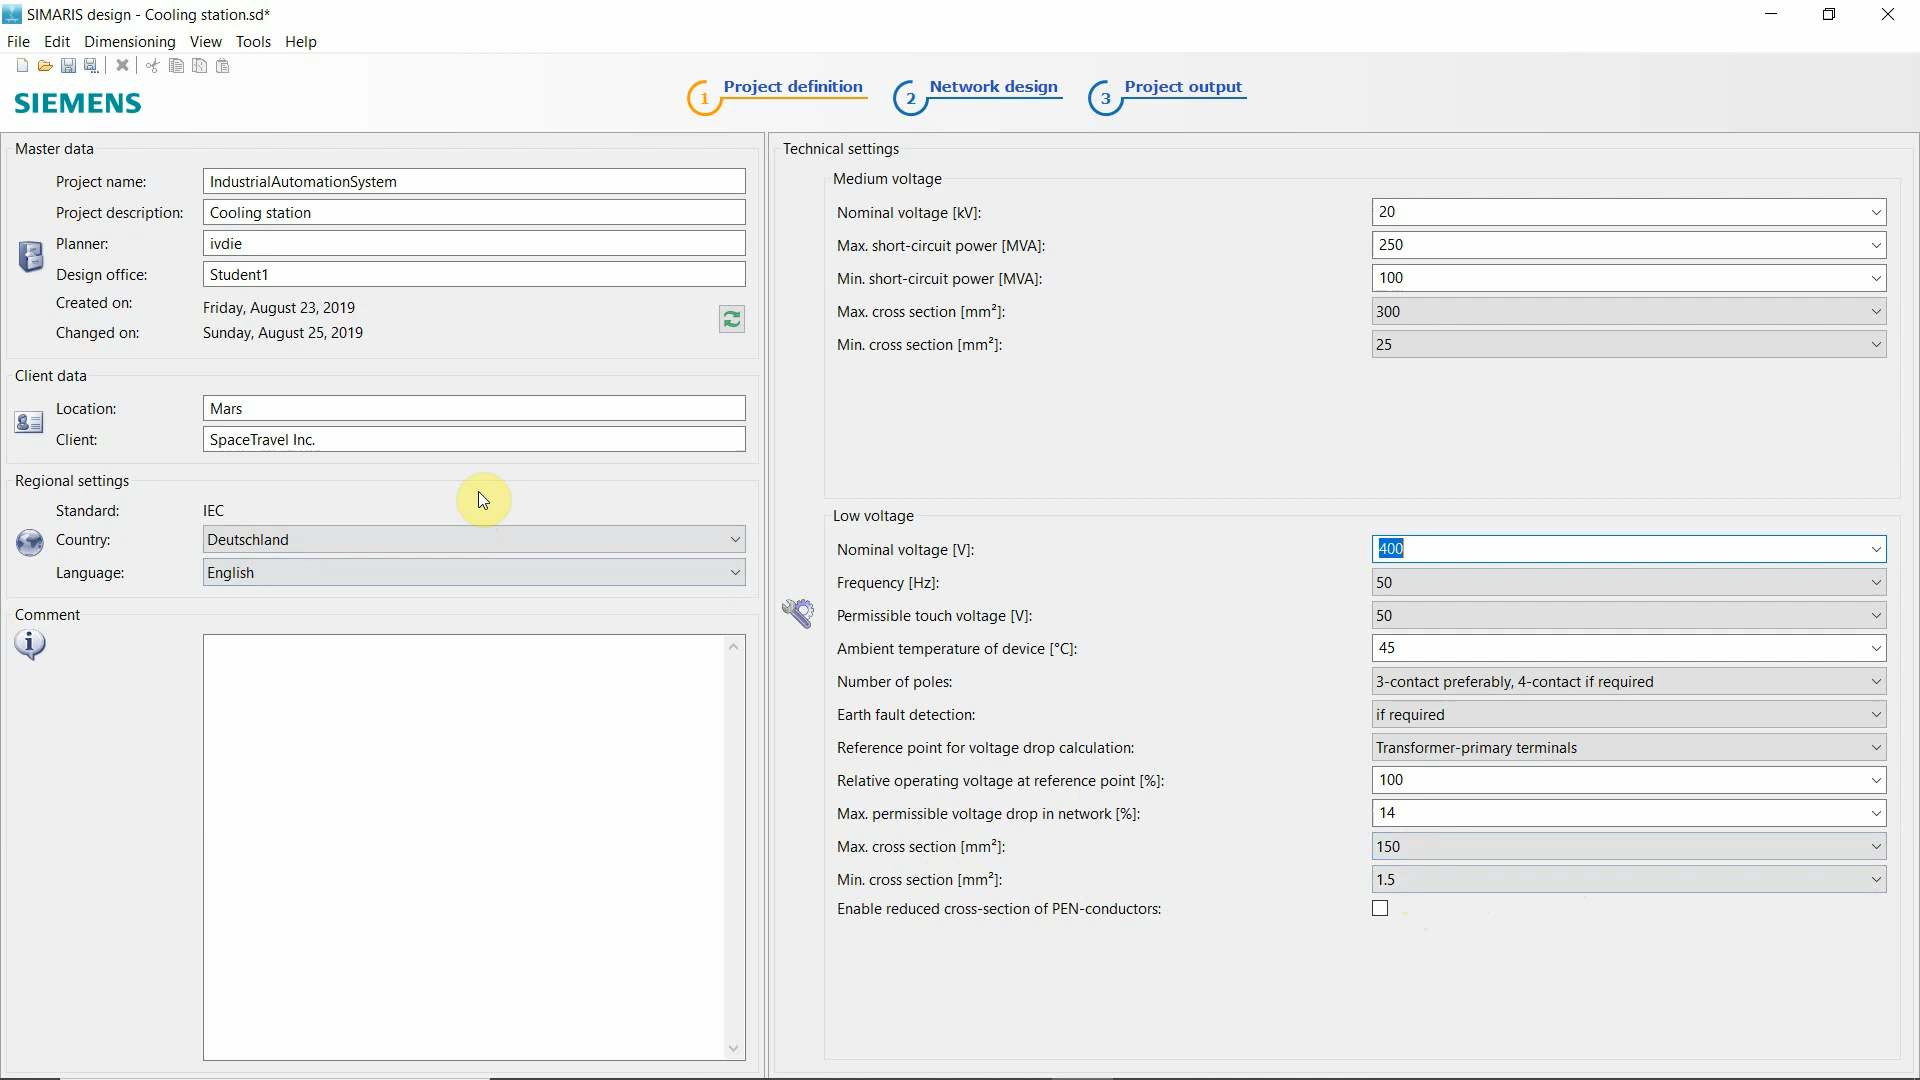 SIMARIS design - Cooling station.sd*
File Edit Dimensioning View Tools Help
SIEMENS
1 Project definition 2 Network design 3 Project output
Master data
Project name: IndustrialAutomationSystem
Project description: Cooling station
Planner: ivdie
Design office: Student1
Created on: Friday, August 23, 2019
Changed on: Sunday, August 25, 2019
Client data
Location: Mars
Client: SpaceTravel Inc.
Regional settings
Standard: IEC
Country: Deutschland
Language: English
Comment
Technical settings
Medium voltage
Nominal voltage [kV]: 20
Max. short-circuit power [MVA]: 250
Min. short-circuit power [MVA]: 100
Max. cross section [mm²]: 300
Min. cross section [mm²]: 25
Low voltage
Nominal voltage [V]: 400
Frequency [Hz]: 50
Permissible touch voltage [V]: 50
Ambient temperature of device [°C]: 45
Number of poles: 3-contact preferably, 4-contact if required
Earth fault detection: if required
Reference point for voltage drop calculation: Transformer-primary terminals
Relative operating voltage at reference point [%]: 100
Max. permissible voltage drop in network [%]: 14
Max. cross section [mm²]: 150
Min. cross section [mm²]: 1.5
Enable reduced cross-section of PEN-conductors: